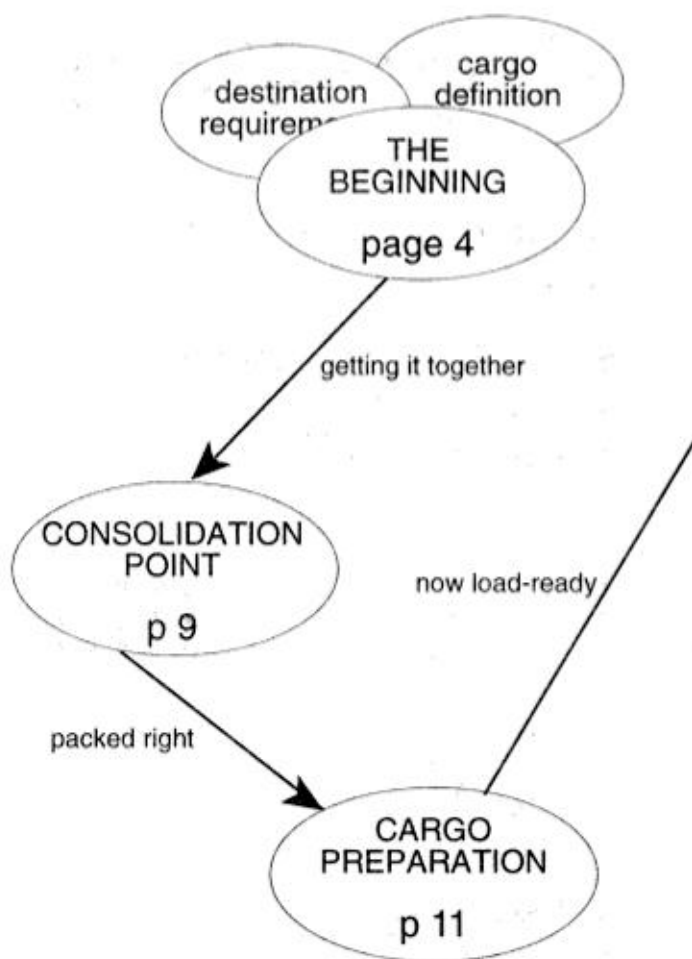 destination
cargo
definition
THE
BEGINNING
page 4
getting it together
CONSOLIDATION
POINT
p 9
now load-ready
packed right
CARGO
PREPARATION
p 11